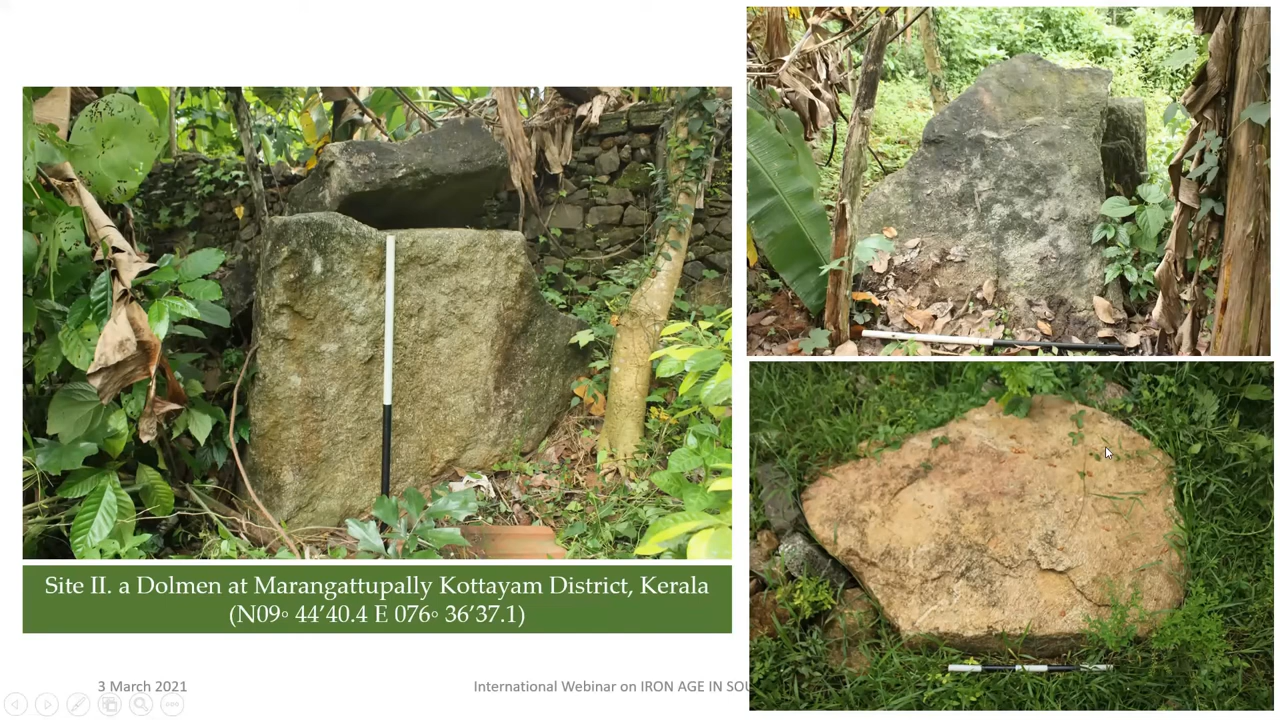 Site II. a Dolmen at Marangattupally Kottayam District, Kerala
(N09◦ 44’40.4 E 076◦ 36’37.1)
3 March 2021
International Webinar on IRON AGE IN SOU